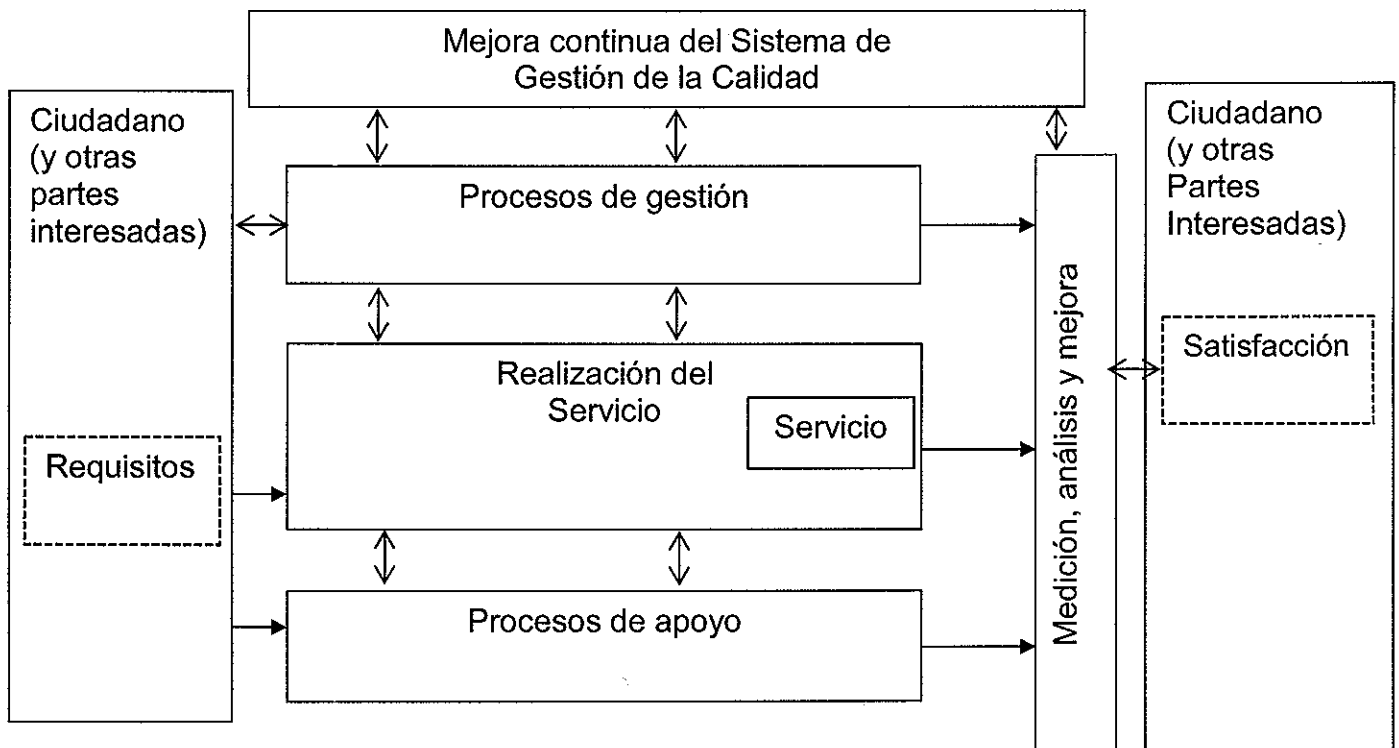 Mejora continua del Sistema de
Gestión de la Calidad
Ciudadano
(y otras
partes
interesadas)
Requisitos
Procesos de gestión
Realización del
Servicio
Servicio
Procesos de apoyo
Medición, análisis y mejora
Ciudadano
(y otras
Partes
Interesadas)
Satisfacción